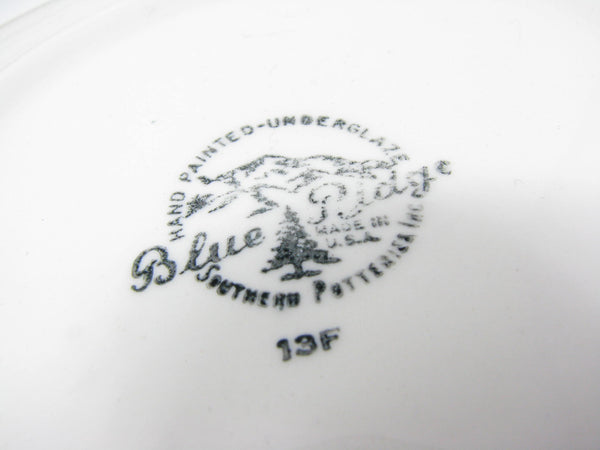 HAND PAINTED-UNDERGLAZE
Blue Ridge
MADE IN
U.S.A.
SOUTHERN POTTERIES INC
13F